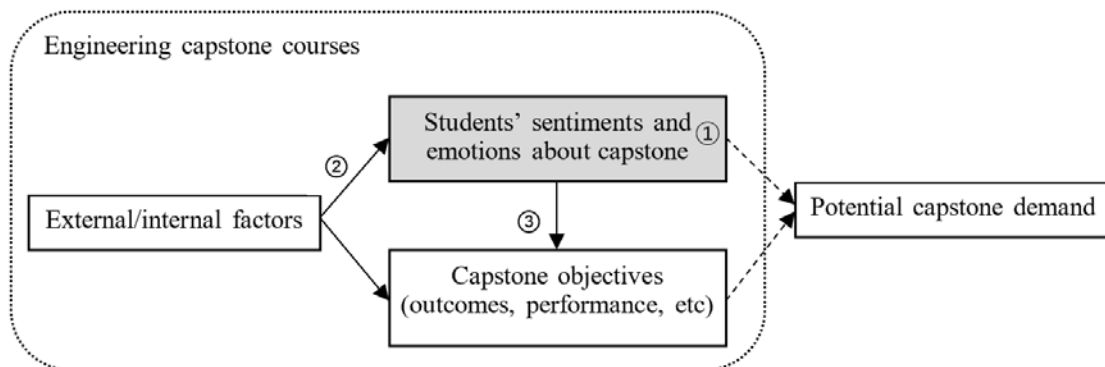 Engineering capstone courses
Students’ sentiments and ①
emotions about capstone
②
External/internal factors
③
Potential capstone demand
Capstone objectives
(outcomes, performance, etc)